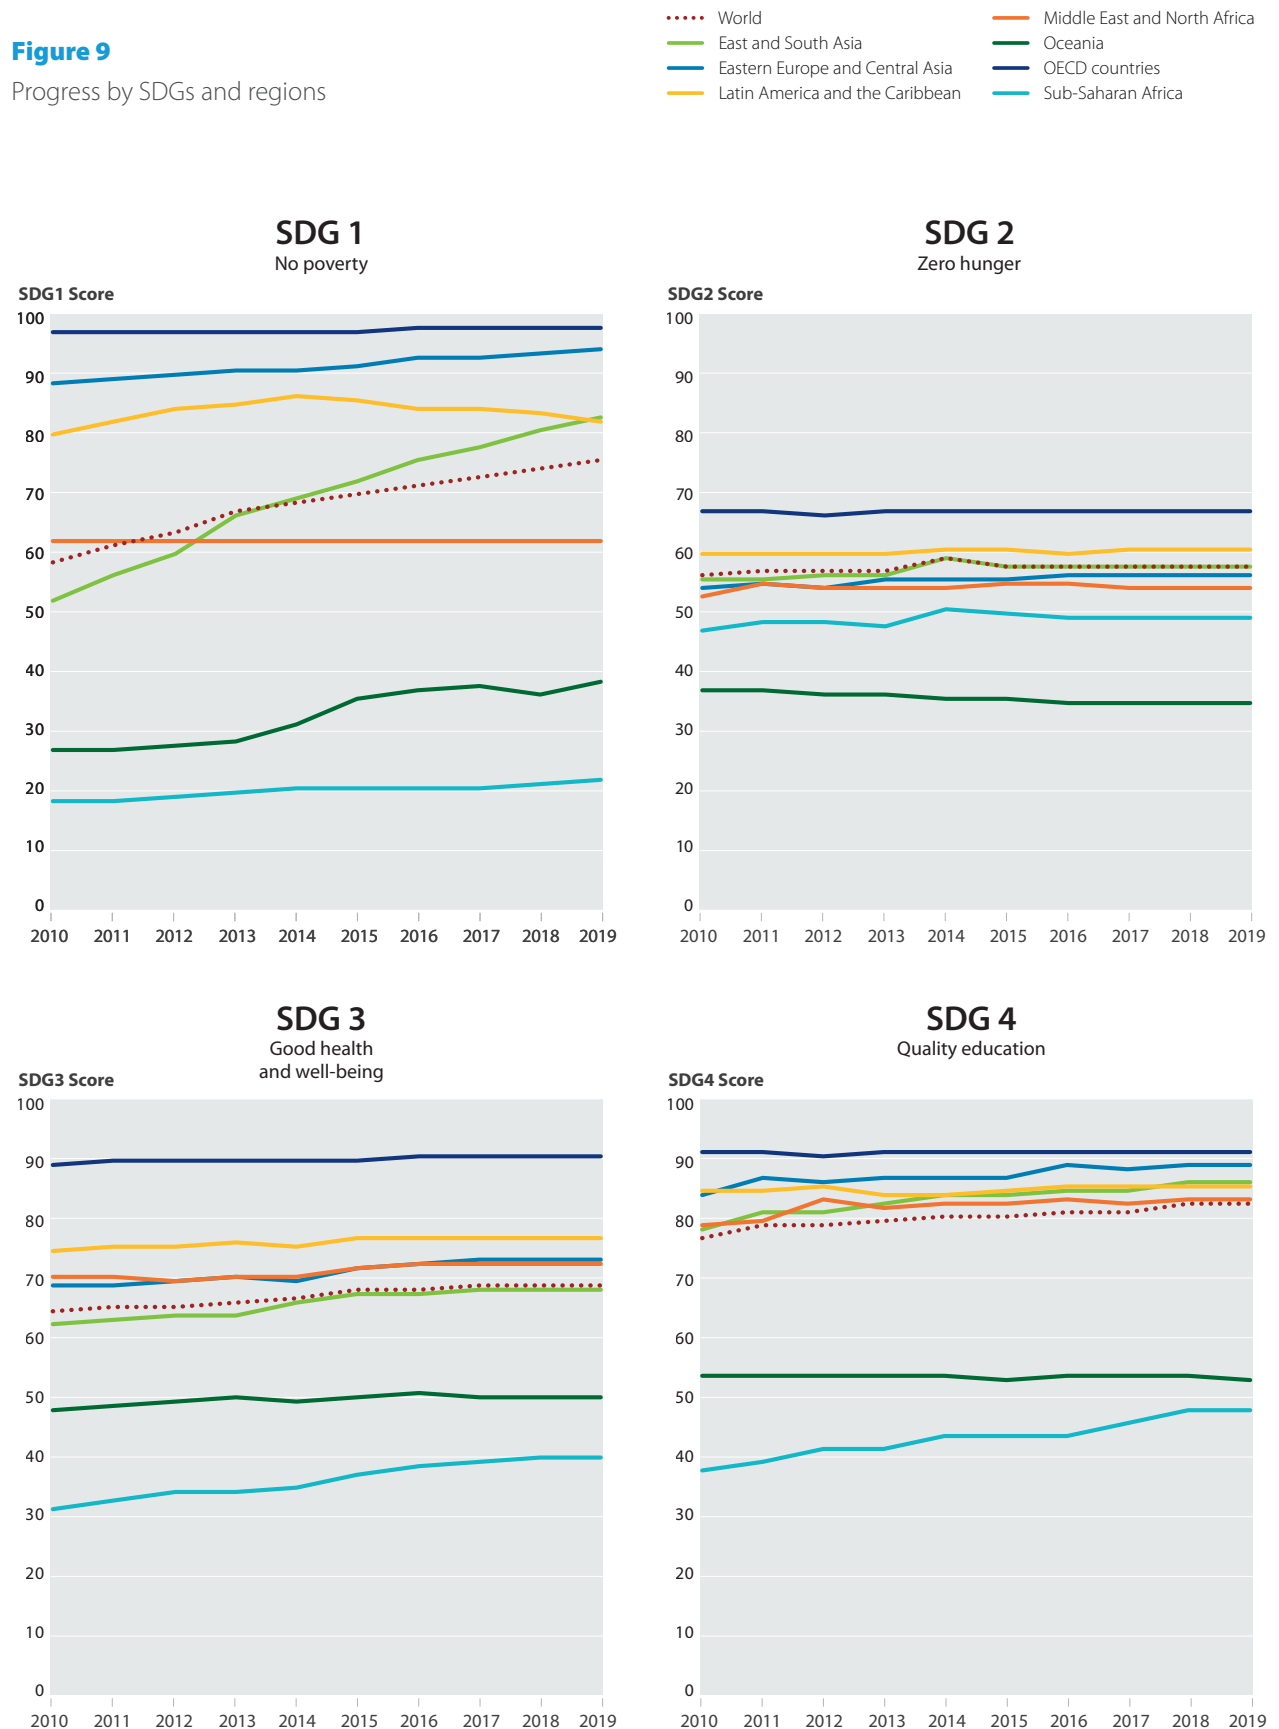 Figure 9
Progress by SDGs and regions
World
East and South Asia
Eastern Europe and Central Asia
Latin America and the Caribbean
Middle East and North Africa
Oceania
OECD countries
Sub-Saharan Africa
SDG 1
No poverty
SDG1 Score
100
90
80
70
60
50
40
30
20
10
0
2010 2011 2012 2013 2014 2015 2016 2017 2018 2019
SDG 2
Zero hunger
SDG2 Score
100
90
80
70
60
50
40
30
20
10
0
2010 2011 2012 2013 2014 2015 2016 2017 2018 2019
SDG 3
Good health
and well-being
SDG3 Score
100
90
80
70
60
50
40
30
20
10
0
2010 2011 2012 2013 2014 2015 2016 2017 2018 2019
SDG 4
Quality education
SDG4 Score
100
90
80
70
60
50
40
30
20
10
0
2010 2011 2012 2013 2014 2015 2016 2017 2018 2019